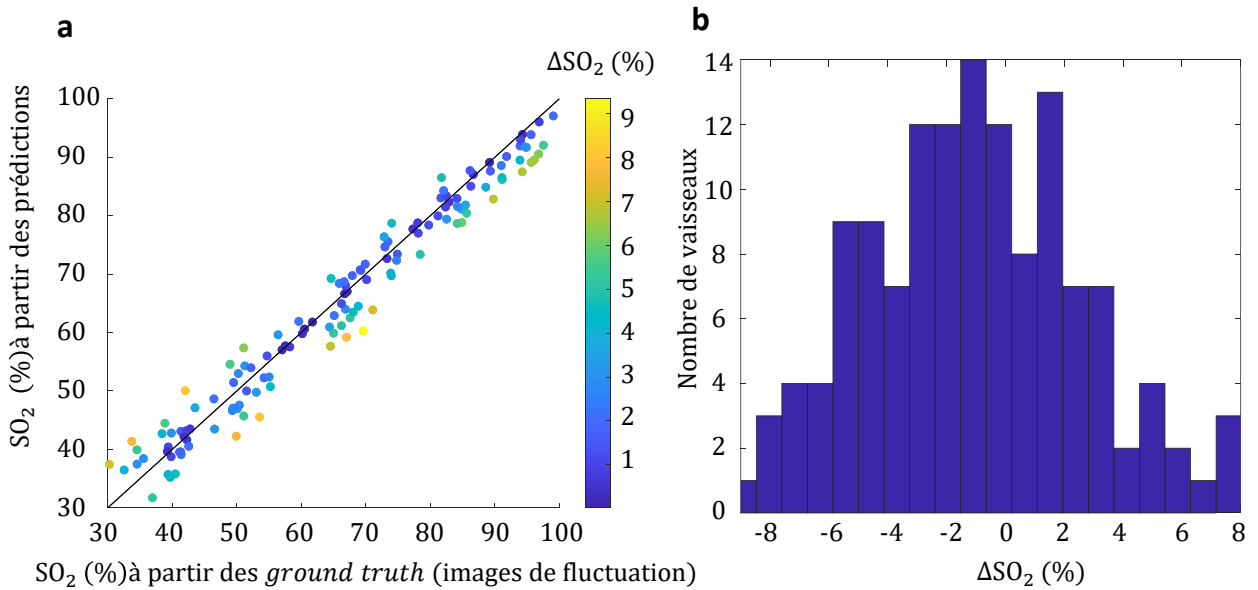 a
ΔSO₂ (%)
SO₂ (%)à partir des prédictions
100
90
80
70
60
50
40
30
30 40 50 60 70 80 90 100
SO₂ (%)à partir des ground truth (images de fluctuation)
9
8
7
6
5
4
3
2
1
b
Nombre de vaisseaux
14
12
10
8
6
4
2
0
-8 -6 -4 -2 0 2 4 6 8
ΔSO₂ (%)